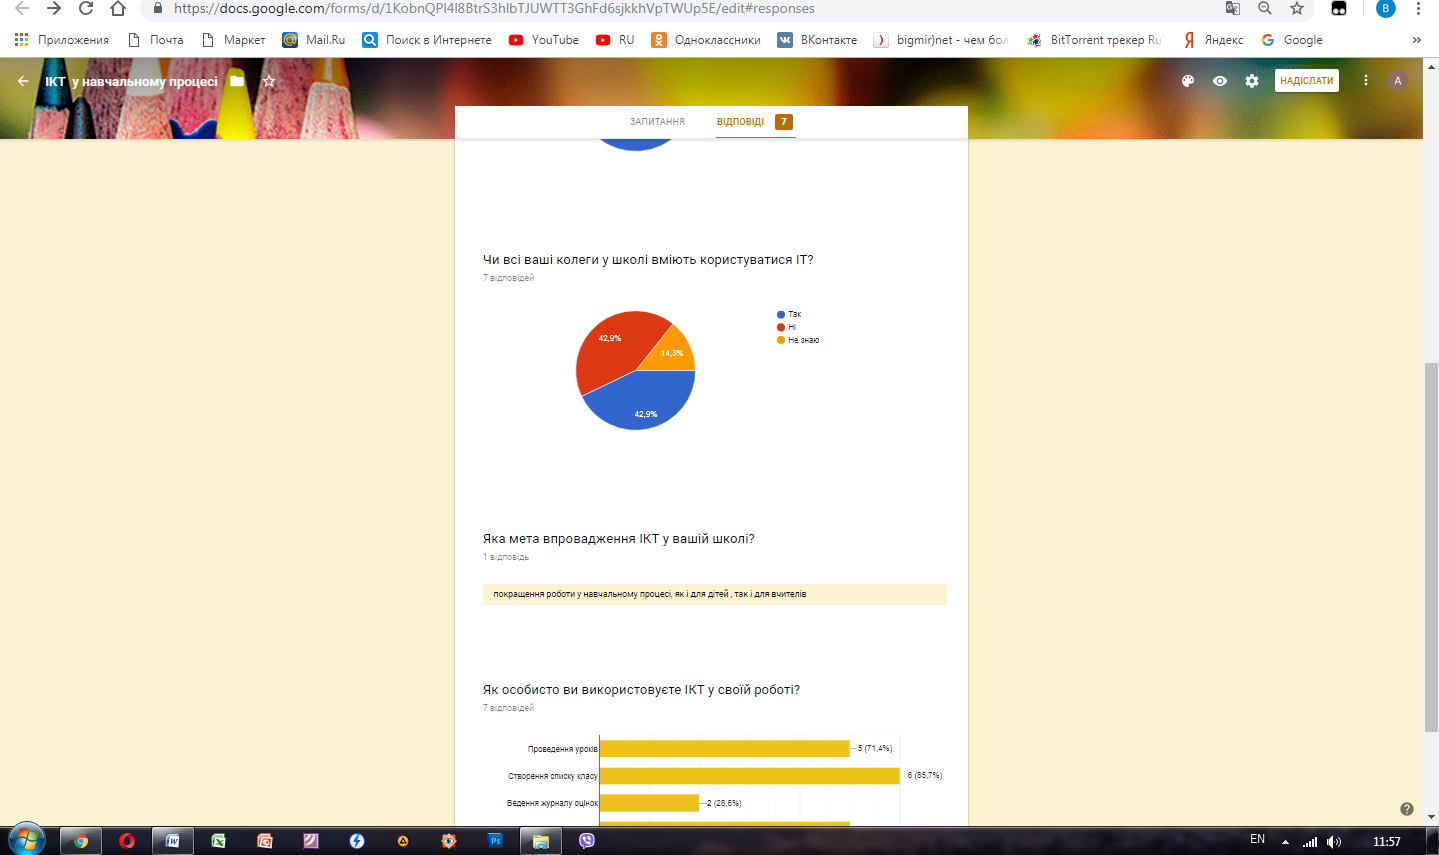 https://docs.google.com/forms/d/1KobnQPl4l8BtrS3hlbTJUWTT3GhFd6sjkkhVpTWUp5E/edit#responses
B
Приложения Почта Маркет Mail.Ru Поиск в Интернете YouTube RU Одноклассники ВКонтакте bigmir)net - чем бол BitTorrent трекер Ru Яндекс Google »
ІКТ у навчальному процесі
НАДІСЛАТИ
A
ЗАПИТАННЯ ВІДПОВІДІ 7
Чи всі ваші колеги у школі вміють користуватися ІТ?
7 відповідей
Так
Ні
Не знаю
42,9%
14,3%
42,9%
Яка мета впровадження ІКТ у вашій школі?
1 відповідь
покращення роботи у навчальному процесі, як і для дітей , так і для вчителів
Як особисто ви використовуєте ІКТ у своїй роботі?
7 відповідей
Проведення уроків 5 (71,4%)
Створення списку класу 6 (85,7%)
Ведення журналу оцінок 2 (28,6%)
Ps
EN 11:57